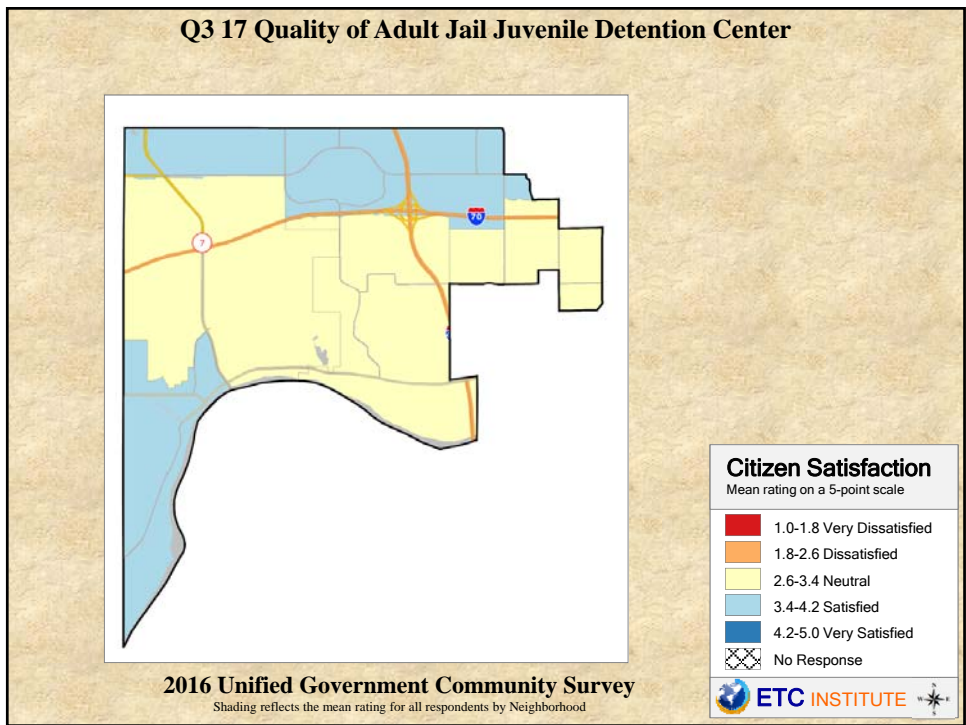 Q3 17 Quality of Adult Jail Juvenile Detention Center
70
7
Citizen Satisfaction
Mean rating on a 5-point scale
1.0-1.8 Very Dissatisfied
1.8-2.6 Dissatisfied
2.6-3.4 Neutral
3.4-4.2 Satisfied
4.2-5.0 Very Satisfied
No Response
ETC INSTITUTE
2016 Unified Government Community Survey
Shading reflects the mean rating for all respondents by Neighborhood